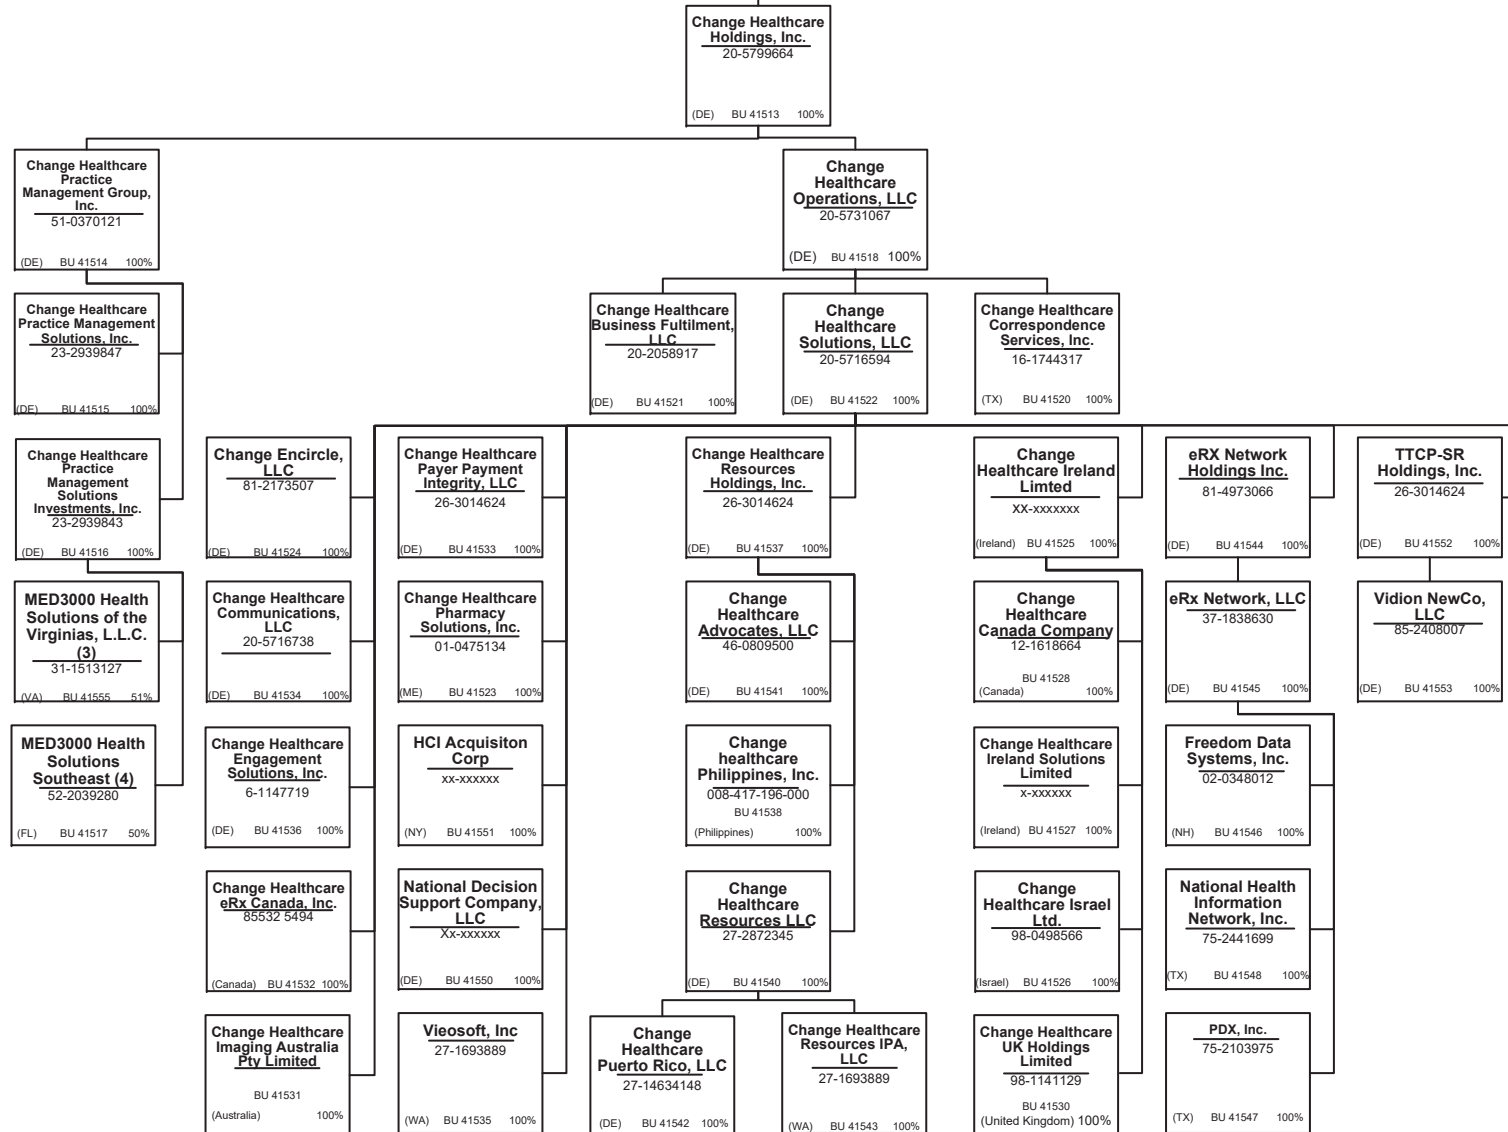 Change Healthcare
Holdings, Inc.
20-5799664
(DE) BU 41513 100%
Change Healthcare
Practice
Management Group,
Inc.
51-0370121
(DE) BU 41514 100%
Change
Healthcare
Operations, LLC
20-5731067
(DE) BU 41518 100%
Change Healthcare
Practice Management
Solutions, Inc.
23-2939847
(DE) BU 41515 100%
Change Healthcare
Business Fultilment,
LLC
20-2058917
(DE) BU 41521 100%
Change
Healthcare
Solutions, LLC
20-5716594
(DE) BU 41522 100%
Change Healthcare
Correspondence
Services, Inc.
16-1744317
(TX) BU 41520 100%
Change Healthcare
Practice
Management
Solutions
Investments, Inc.
23-2939843
(DE) BU 41516 100%
Change Encircle,
LLC
81-2173507
(DE) BU 41524 100%
Change Healthcare
Payer Payment
Integrity, LLC
26-3014624
(DE) BU 41533 100%
Change Healthcare
Resources
Holdings, Inc.
26-3014624
(DE) BU 41537 100%
Change
Healthcare Ireland
Limted
XX-xxxxxxx
(Ireland) BU 41525 100%
eRX Network
Holdings Inc.
81-4973066
(DE) BU 41544 100%
TTCP-SR
Holdings, Inc.
26-3014624
(DE) BU 41552 100%
MED3000 Health
Solutions of the
Virginias, L.L.C.
(3)
31-1513127
(VA) BU 41555 51%
Change Healthcare
Communications,
LLC
20-5716738
(DE) BU 41534 100%
Change Healthcare
Pharmacy
Solutions, Inc.
01-0475134
(ME) BU 41523 100%
Change
Healthcare
Advocates, LLC
46-0809500
(DE) BU 41541 100%
Change
Healthcare
Canada Company
12-1618664
BU 41528
(Canada) 100%
eRx Network, LLC
37-1838630
(DE) BU 41545 100%
Vidion NewCo,
LLC
85-2408007
(DE) BU 41553 100%
MED3000 Health
Solutions
Southeast (4)
52-2039280
(FL) BU 41517 50%
Change Healthcare
Engagement
Solutions, Inc.
6-1147719
(DE) BU 41536 100%
HCI Acquisiton
Corp
xx-xxxxxx
(NY) BU 41551 100%
Change
healthcare
Philippines, Inc.
008-417-196-000
BU 41538
(Philippines) 100%
Change Healthcare
Ireland Solutions
Limited
x-xxxxxx
(Ireland) BU 41527 100%
Freedom Data
Systems, Inc.
02-0348012
(NH) BU 41546 100%
Change Healthcare
eRx Canada, Inc.
85532 5494
(Canada) BU 41532 100%
National Decision
Support Company,
LLC
Xx-xxxxxx
(DE) BU 41550 100%
Change
Healthcare
Resources LLC
27-2872345
(DE) BU 41540 100%
Change
Healthcare Israel
Ltd.
98-0498566
(Israel) BU 41526 100%
National Health
Information
Network, Inc.
75-2441699
(TX) BU 41548 100%
Change Healthcare
Imaging Australia
Pty Limited
BU 41531
(Australia) 100%
Vieosoft, Inc
27-1693889
(WA) BU 41535 100%
Change
Healthcare
Puerto Rico, LLC
27-14634148
(DE) BU 41542 100%
Change Healthcare
Resources IPA,
LLC
27-1693889
(WA) BU 41543 100%
Change Healthcare
UK Holdings
Limited
98-1141129
BU 41530
(United Kingdom) 100%
PDX, Inc.
75-2103975
(TX) BU 41547 100%